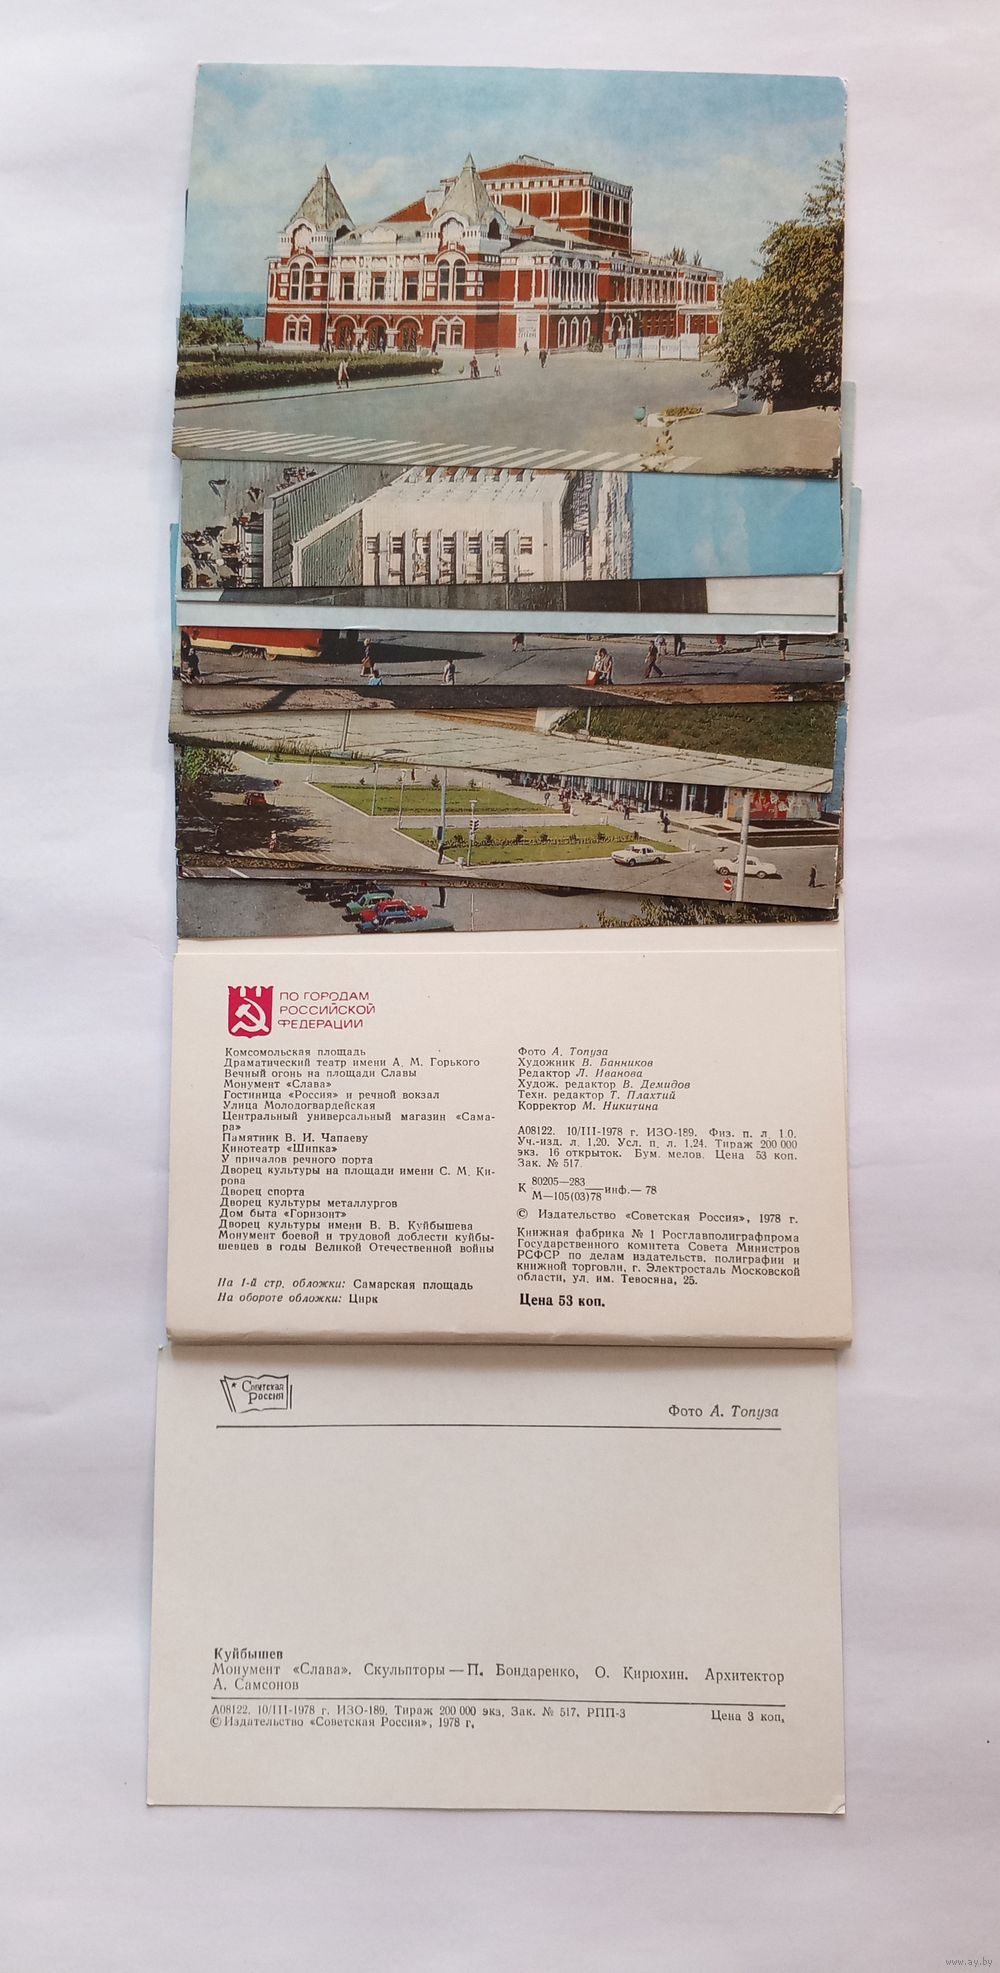 ПО ГОРОДАМ
РОССИЙСКОЙ
ФЕДЕРАЦИИ
Комсомольская площадь
Драматический театр имени А. М. Горького
Вечный огонь на площади Славы
Монумент «Слава»
Гостиница «Россия» и речной вокзал
Улица Молодогвардейская
Центральный универсальный магазин «Сама-
ра»
Памятник В. И. Чапаеву
Кинотеатр «Шипка»
У причалов речного порта
Дворец культуры на площади имени С. М. Ки-
рова
Дворец спорта
Дворец культуры металлургов
Дом быта «Горизонт»
Дворец культуры имени В. В. Куйбышева
Монумент боевой и трудовой доблести куйбы-
шевцев в годы Великой Отечественной войны
На 1-й стр. обложки: Самарская площадь
На обороте обложки: Цирк
Фото А. Топуза
Художник В. Банников
Редактор Л. Иванова
Худож. редактор В. Демидов
Техн. редактор Т. Плахтий
Корректор М. Никитина
А08122. 10/III-1978 г. ИЗО-189. Физ. п. л 1.0.
Уч.-изд. л. 1,20. Усл. п. л. 1,24. Тираж 200 000
экз. 16 открыток. Бум. мелов. Цена 53 коп.
Зак. № 517.
К 80205—283
М—105(03)78 —инф.— 78
© Издательство «Советская Россия», 1978 г.
Книжная фабрика № 1 Росглавполиграфпрома
Государственного комитета Совета Министров
РСФСР по делам издательств, полиграфии и
книжной торговли, г. Электросталь Московской
области, ул. им. Тевосяна, 25.
Цена 53 коп.
Советская
Россия
Фото А. Топуза
Куйбышев
Монумент «Слава». Скульпторы — П. Бондаренко, О. Кирюхин. Архитектор
А. Самсонов
А08122. 10/III-1978 г. ИЗО-189. Тираж 200 000 экз. Зак. № 517. РПП-3
© Издательство «Советская Россия», 1978 г.
Цена 3 коп.
www.ay.by